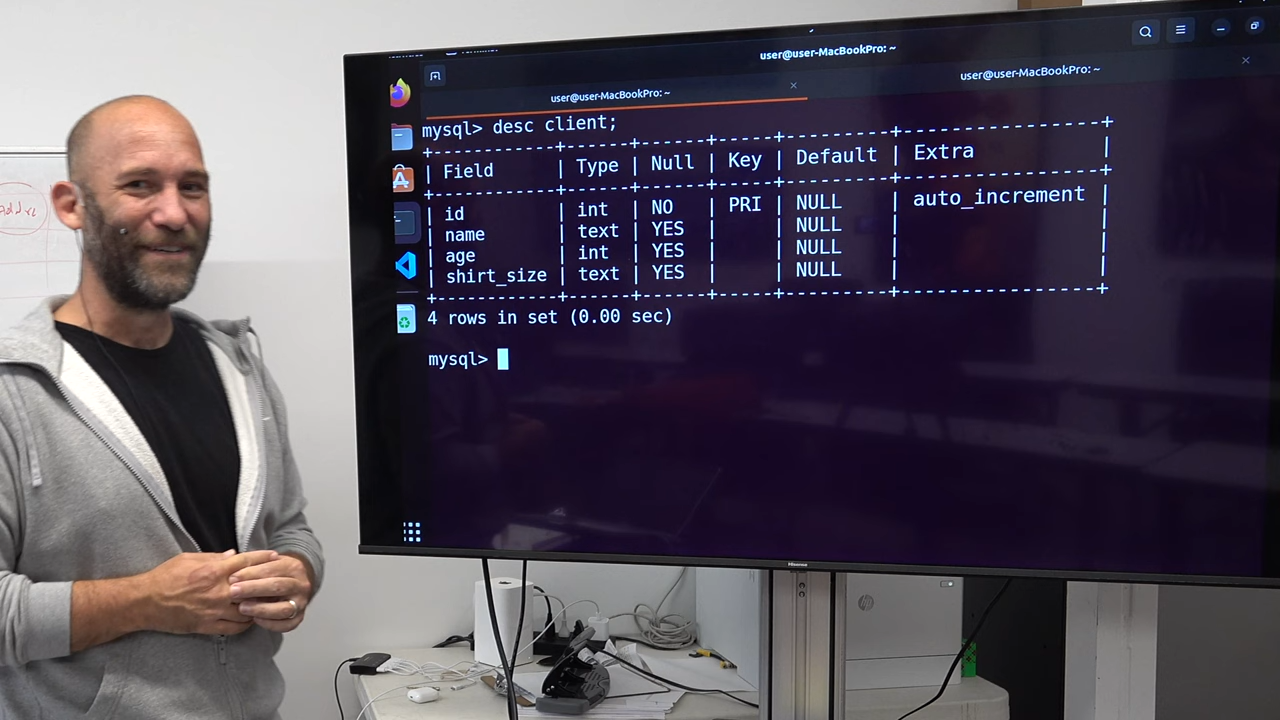 user@user-MacBookPro: ~
user@user-MacBookPro: ~
user@user-MacBookPro: ~
mysql> desc client;
+------------+------+------+-----+---------+----------------+
| Field | Type | Null | Key | Default | Extra |
+------------+------+------+-----+---------+----------------+
| id | int | NO | PRI | NULL | auto_increment |
| name | text | YES | | NULL | |
| age | int | YES | | NULL | |
| shirt_size | text | YES | | NULL | |
+------------+------+------+-----+---------+----------------+
4 rows in set (0.00 sec)
mysql>
Hisense
hp